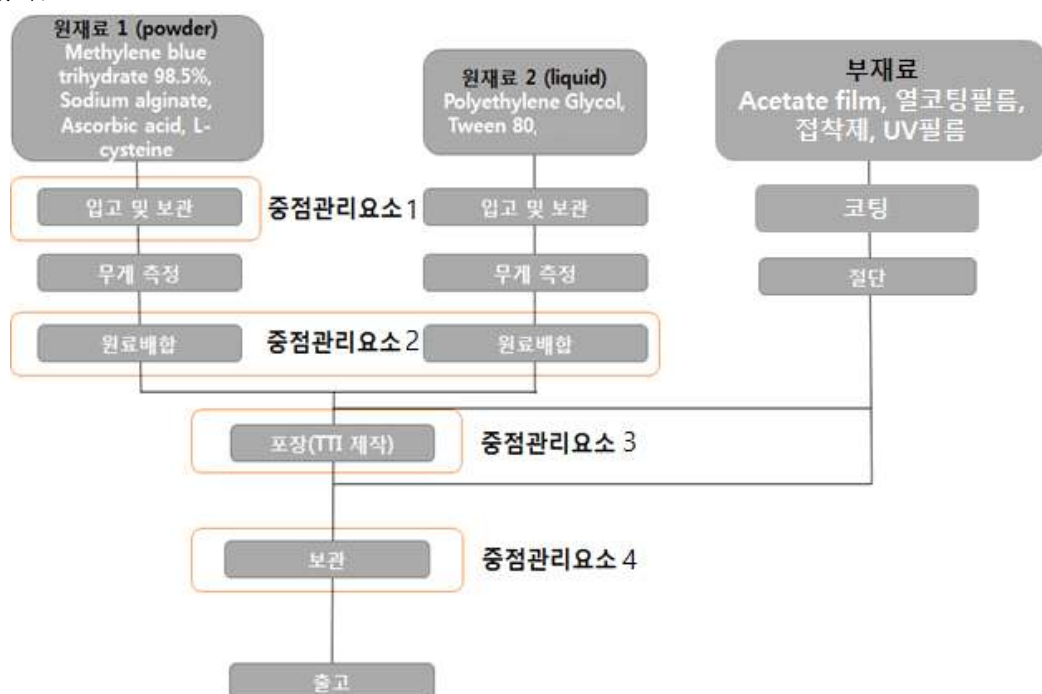 원재료 1 (powder)
Methylene blue
trihydrate 98.5%,
Sodium alginate,
Ascorbic acid, L-
cysteine
원재료 2 (liquid)
Polyethylene Glycol,
Tween 80,
부재료
Acetate film, 열코팅필름,
접착제, UV필름
입고 및 보관
중점관리요소 1
입고 및 보관
코팅
무게 측정
무게 측정
절단
원료배합
중점관리요소 2
원료배합
포장(TTI 제작)
중점관리요소 3
보관
중점관리요소 4
출고